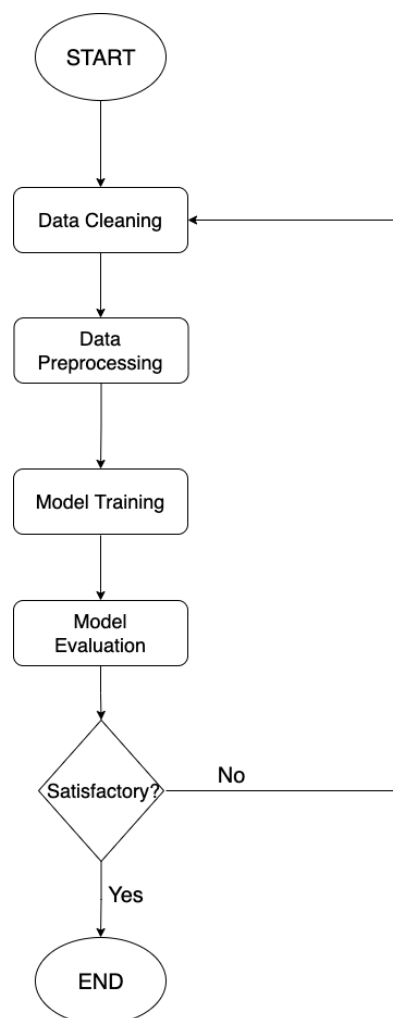 START
Data Cleaning
Data
Preprocessing
Model Training
Model
Evaluation
Satisfactory?
No
Yes
END